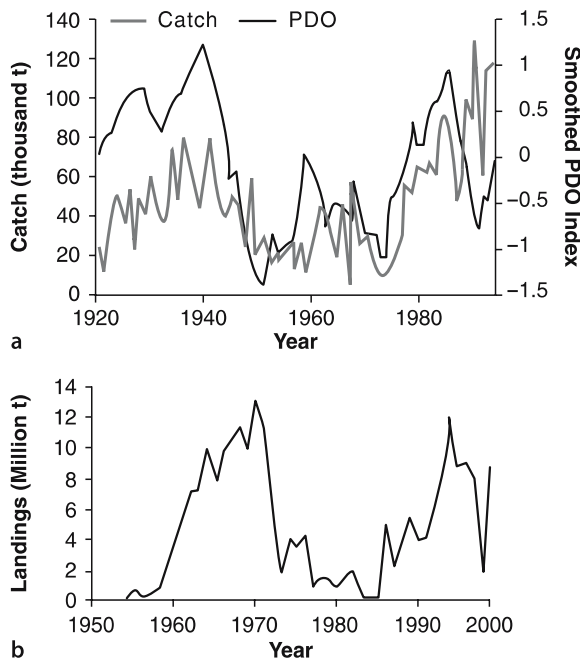 Catch PDO
140
120
100
80
60
40
20
0
Catch (thousand t)
1.5
1
0.5
0
−0.5
−1
−1.5
Smoothed PDO Index
1920 1940 1960 1980
Year
a
14
12
10
8
6
4
2
0
Landings (Million t)
1950 1960 1970 1980 1990 2000
Year
b